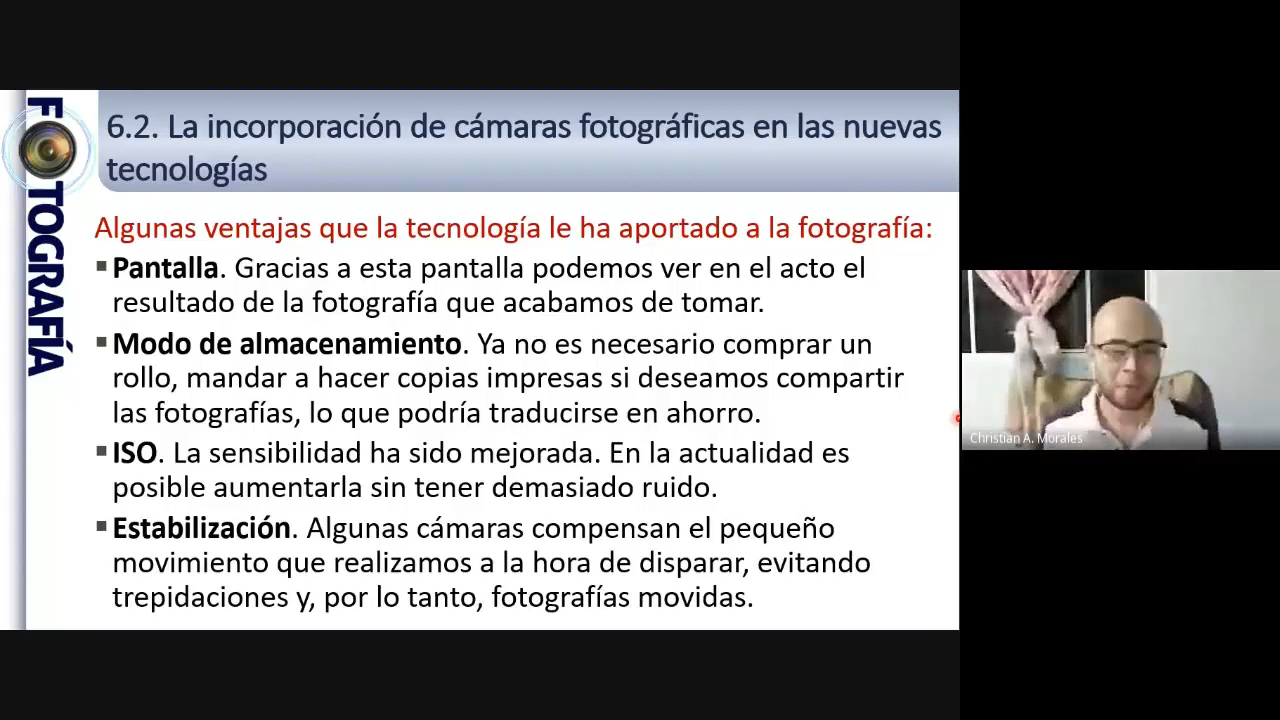 FOTOGRAFÍA
6.2. La incorporación de cámaras fotográficas en las nuevas
tecnologías
Algunas ventajas que la tecnología le ha aportado a la fotografía:
▪Pantalla. Gracias a esta pantalla podemos ver en el acto el
resultado de la fotografía que acabamos de tomar.
▪Modo de almacenamiento. Ya no es necesario comprar un
rollo, mandar a hacer copias impresas si deseamos compartir
las fotografías, lo que podría traducirse en ahorro.
▪ISO. La sensibilidad ha sido mejorada. En la actualidad es
posible aumentarla sin tener demasiado ruido.
▪Estabilización. Algunas cámaras compensan el pequeño
movimiento que realizamos a la hora de disparar, evitando
trepidaciones y, por lo tanto, fotografías movidas.
Christian A. Morales